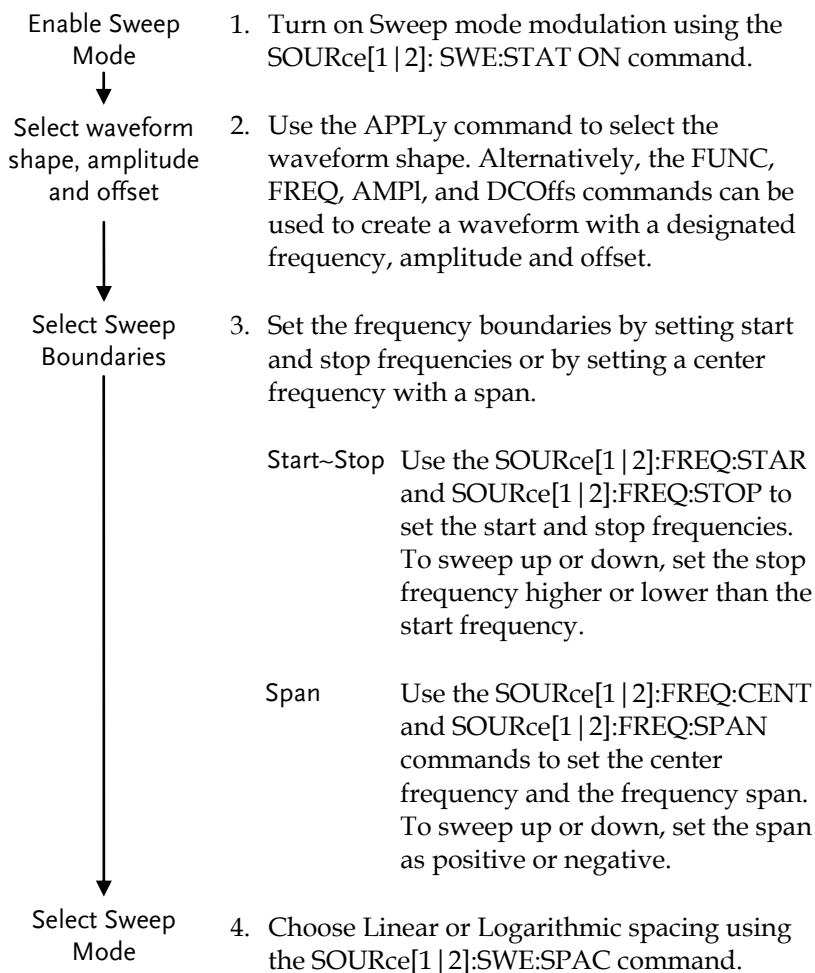 Enable Sweep
Mode
1. Turn on Sweep mode modulation using the
SOURce[1|2]: SWE:STAT ON command.
Select waveform
shape, amplitude
and offset
2. Use the APPLy command to select the
waveform shape. Alternatively, the FUNC,
FREQ, AMPl, and DCOffs commands can be
used to create a waveform with a designated
frequency, amplitude and offset.
Select Sweep
Boundaries
3. Set the frequency boundaries by setting start
and stop frequencies or by setting a center
frequency with a span.
Start~Stop Use the SOURce[1|2]:FREQ:STAR
and SOURce[1|2]:FREQ:STOP to
set the start and stop frequencies.
To sweep up or down, set the stop
frequency higher or lower than the
start frequency.
Span Use the SOURce[1|2]:FREQ:CENT
and SOURce[1|2]:FREQ:SPAN
commands to set the center
frequency and the frequency span.
To sweep up or down, set the span
as positive or negative.
Select Sweep
Mode
4. Choose Linear or Logarithmic spacing using
the SOURce[1|2]:SWE:SPAC command.